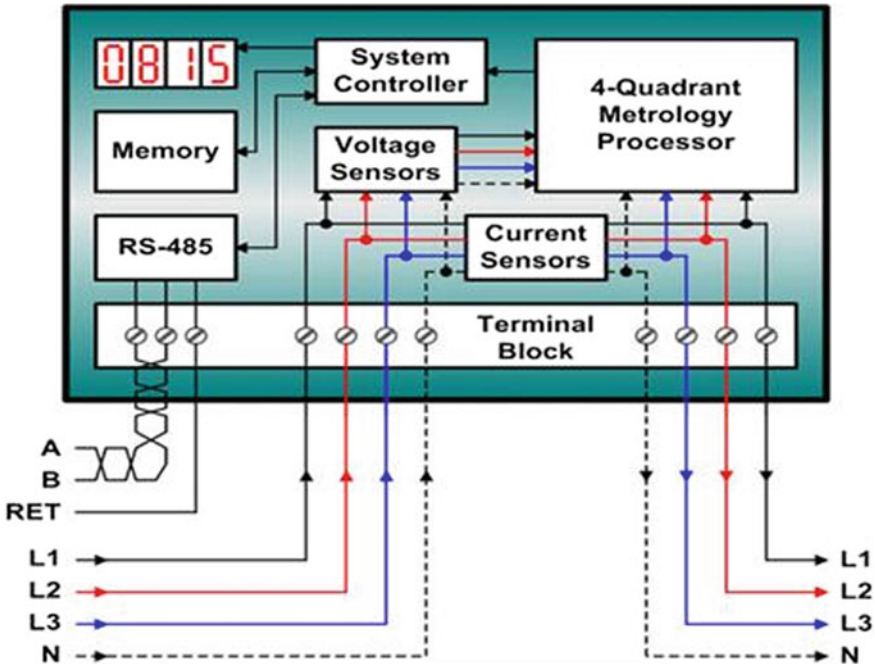 0815
System
Controller
4-Quadrant
Metrology
Processor
Memory
Voltage
Sensors
RS-485
Current
Sensors
Terminal
Block
A
B
RET
L1
L2
L3
N
L1
L2
L3
N